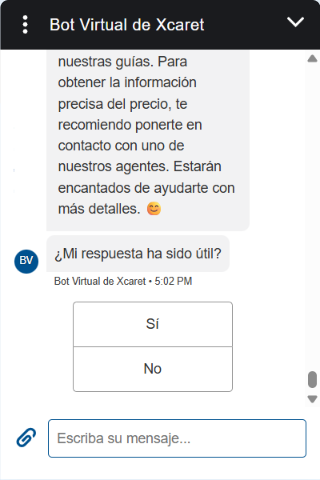 Bot Virtual de Xcaret
nuestras guías. Para
obtener la información
precisa del precio, te
recomiendo ponerte en
contacto con uno de
nuestros agentes. Estarán
encantados de ayudarte con
más detalles. 😊
¿Mi respuesta ha sido útil?
BV
Bot Virtual de Xcaret • 5:02 PM
Sí
No
Escriba su mensaje...